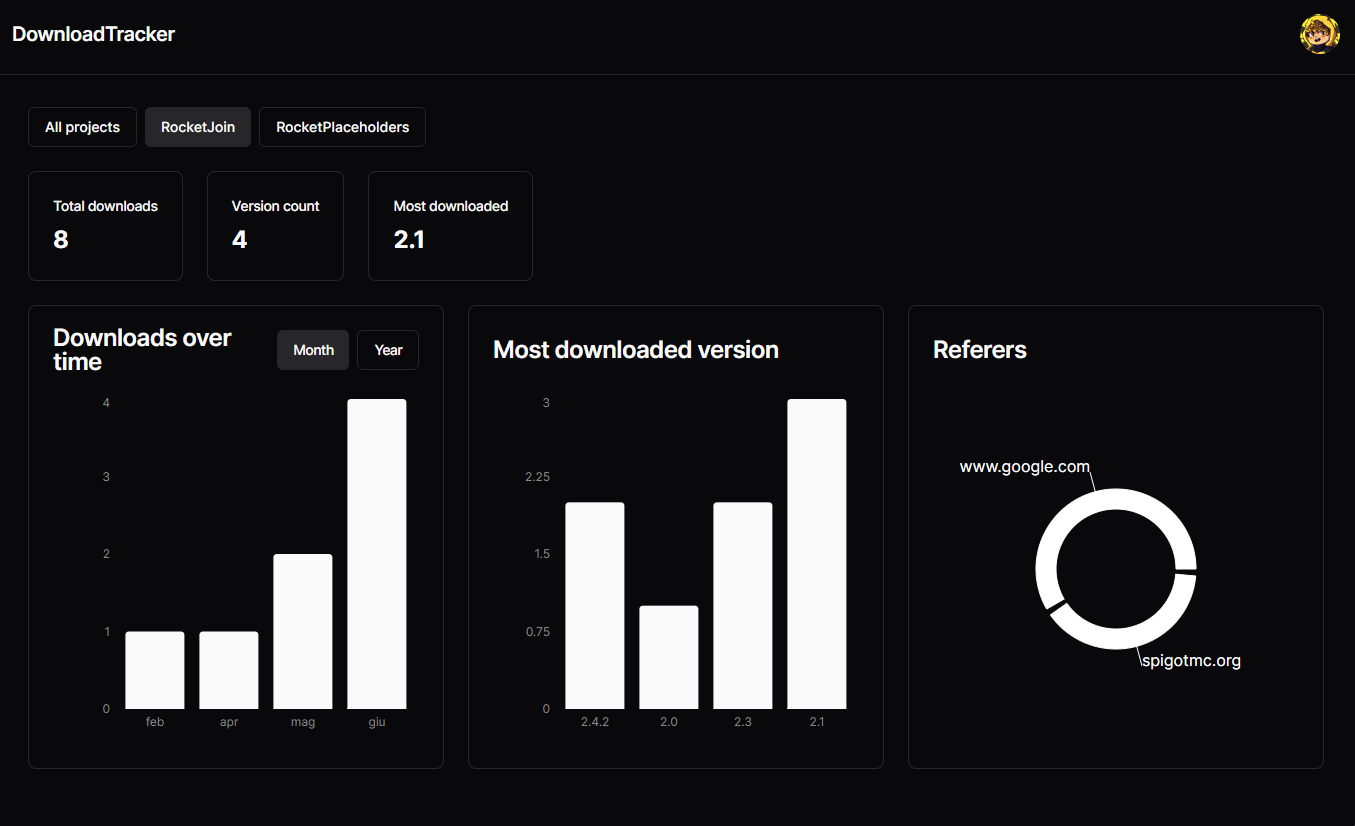 DownloadTracker
All projects
RocketJoin
RocketPlaceholders
Total downloads
8
Version count
4
Most downloaded
2.1
Downloads over
time
Month
Year
4
3
2
1
0
feb
apr
mag
giu
Most downloaded version
3
2.25
1.5
0.75
0
2.4.2
2.0
2.3
2.1
Referers
www.google.com
spigotmc.org